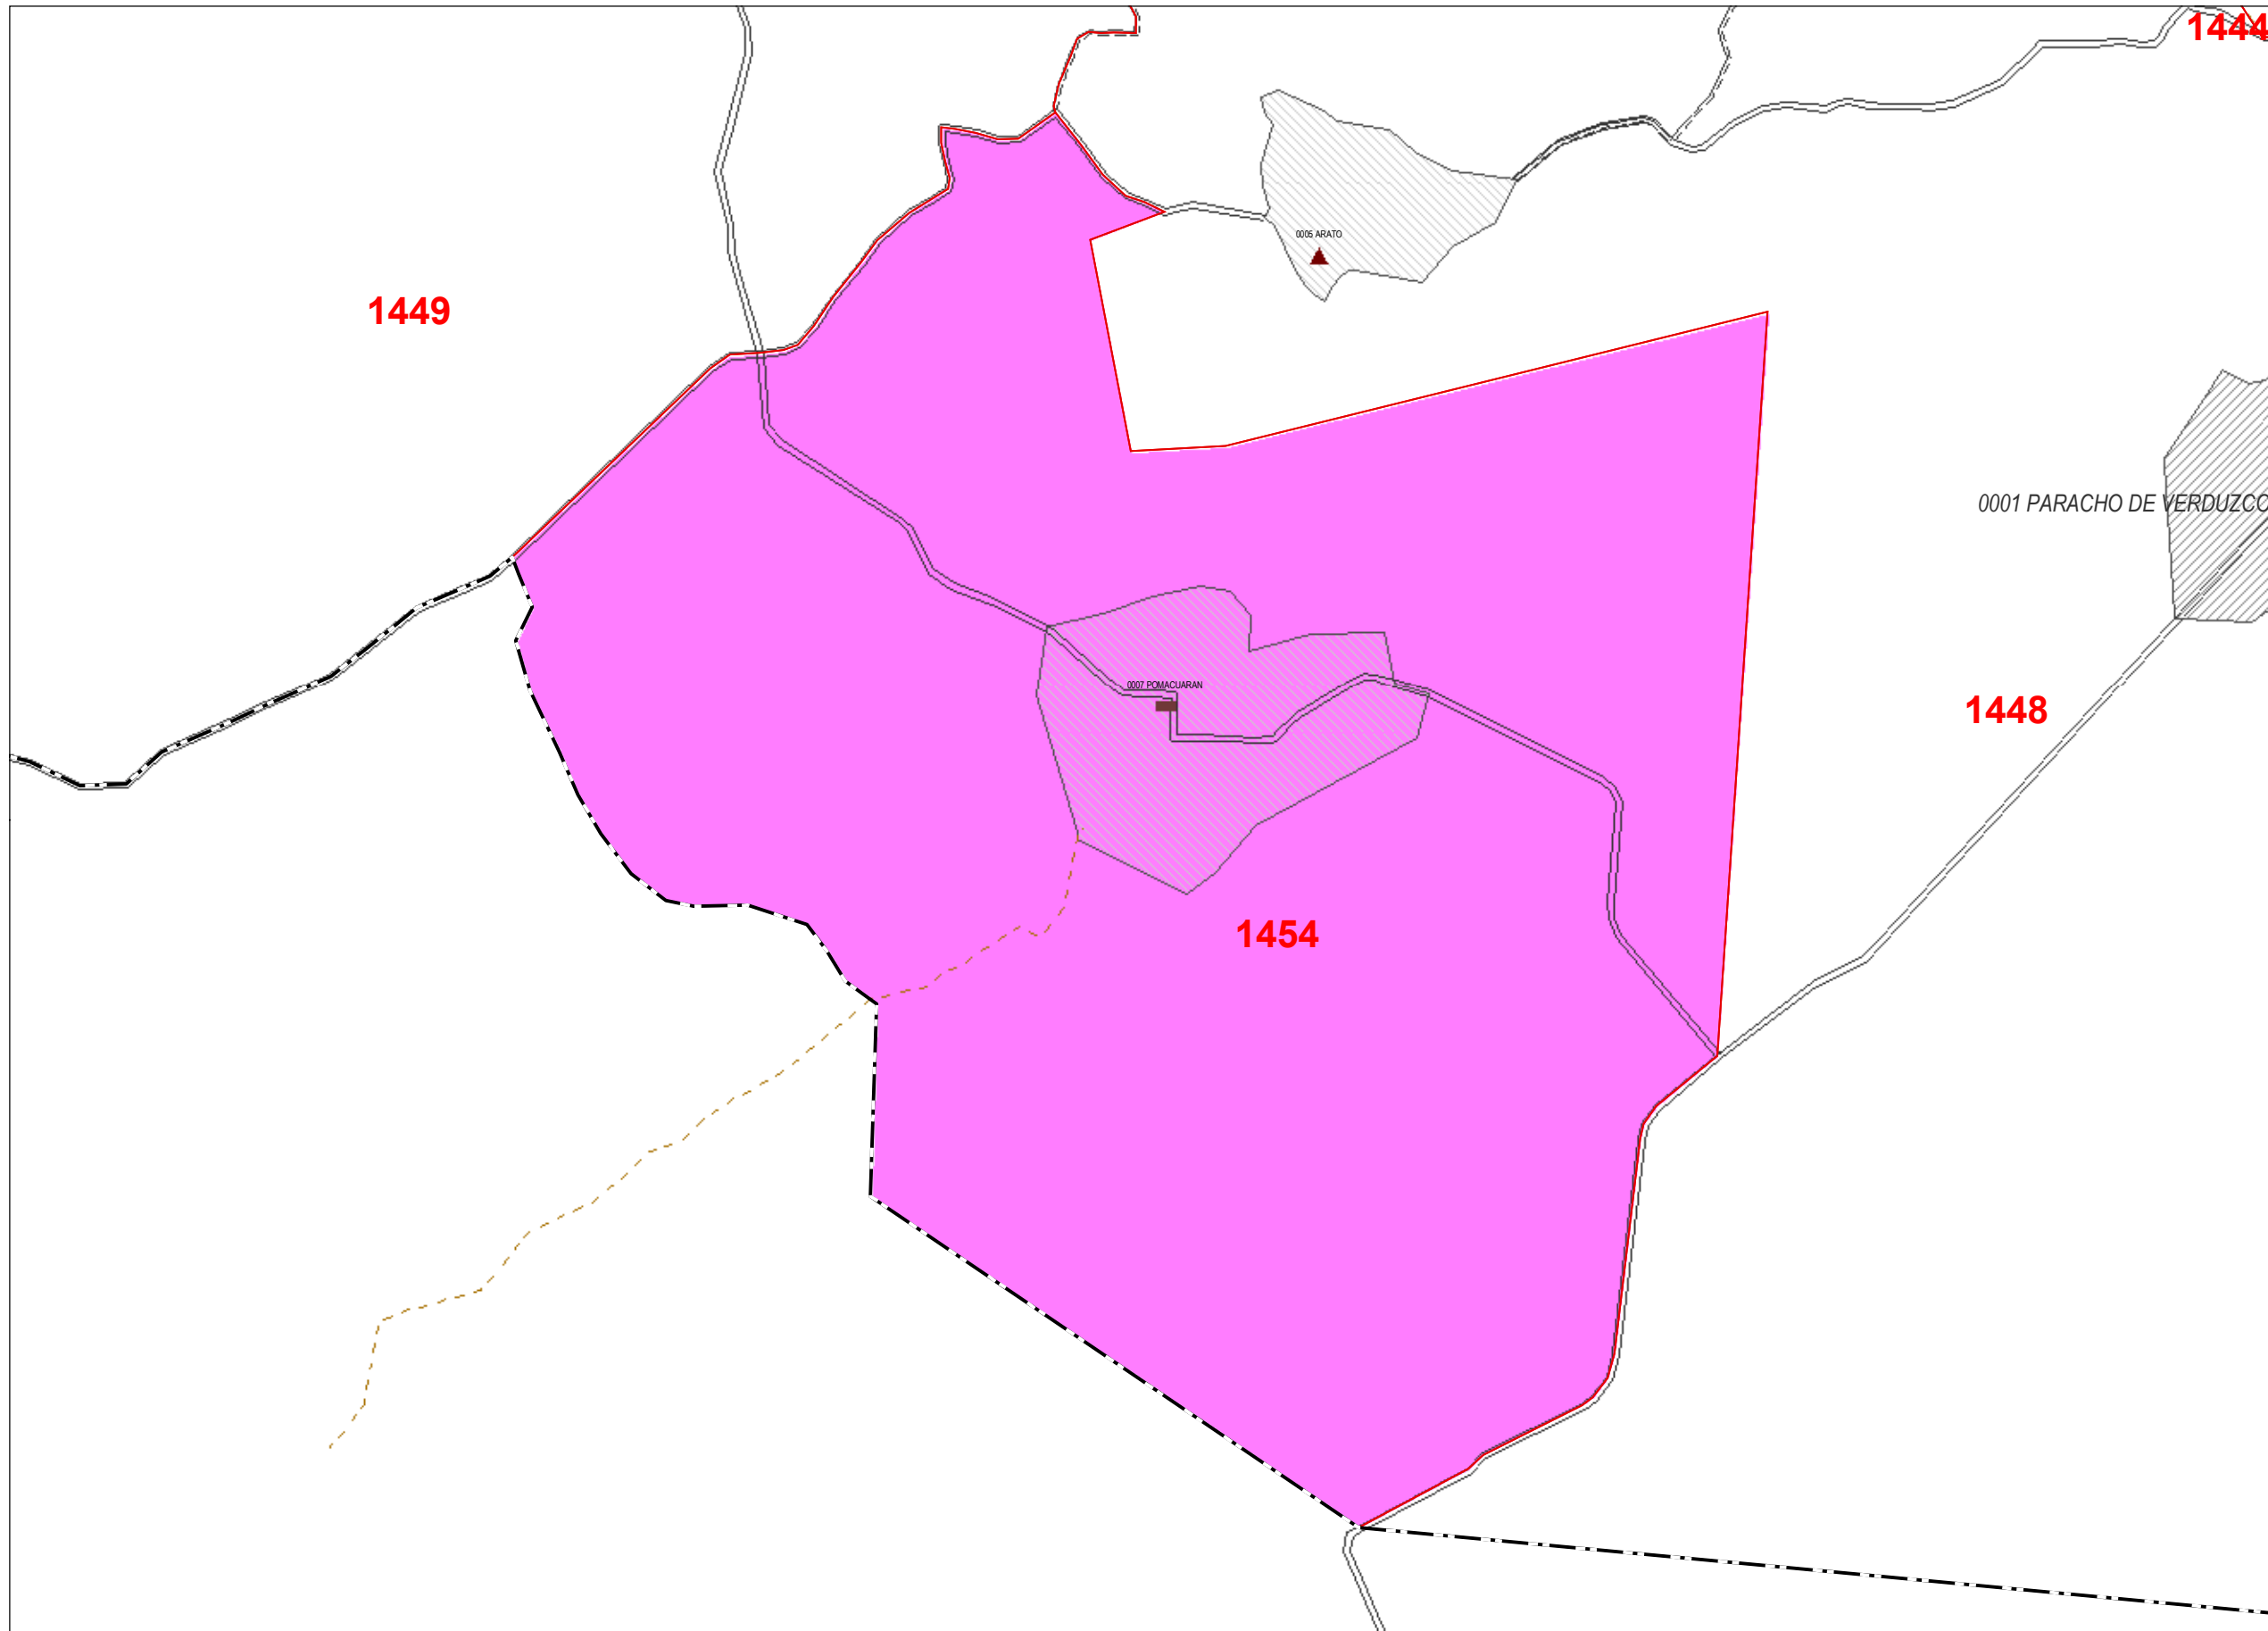 1444
0005 ARATO
1449
0001 PARACHO DE VERDUZCO
0007 POMACUARAN
1448
1454